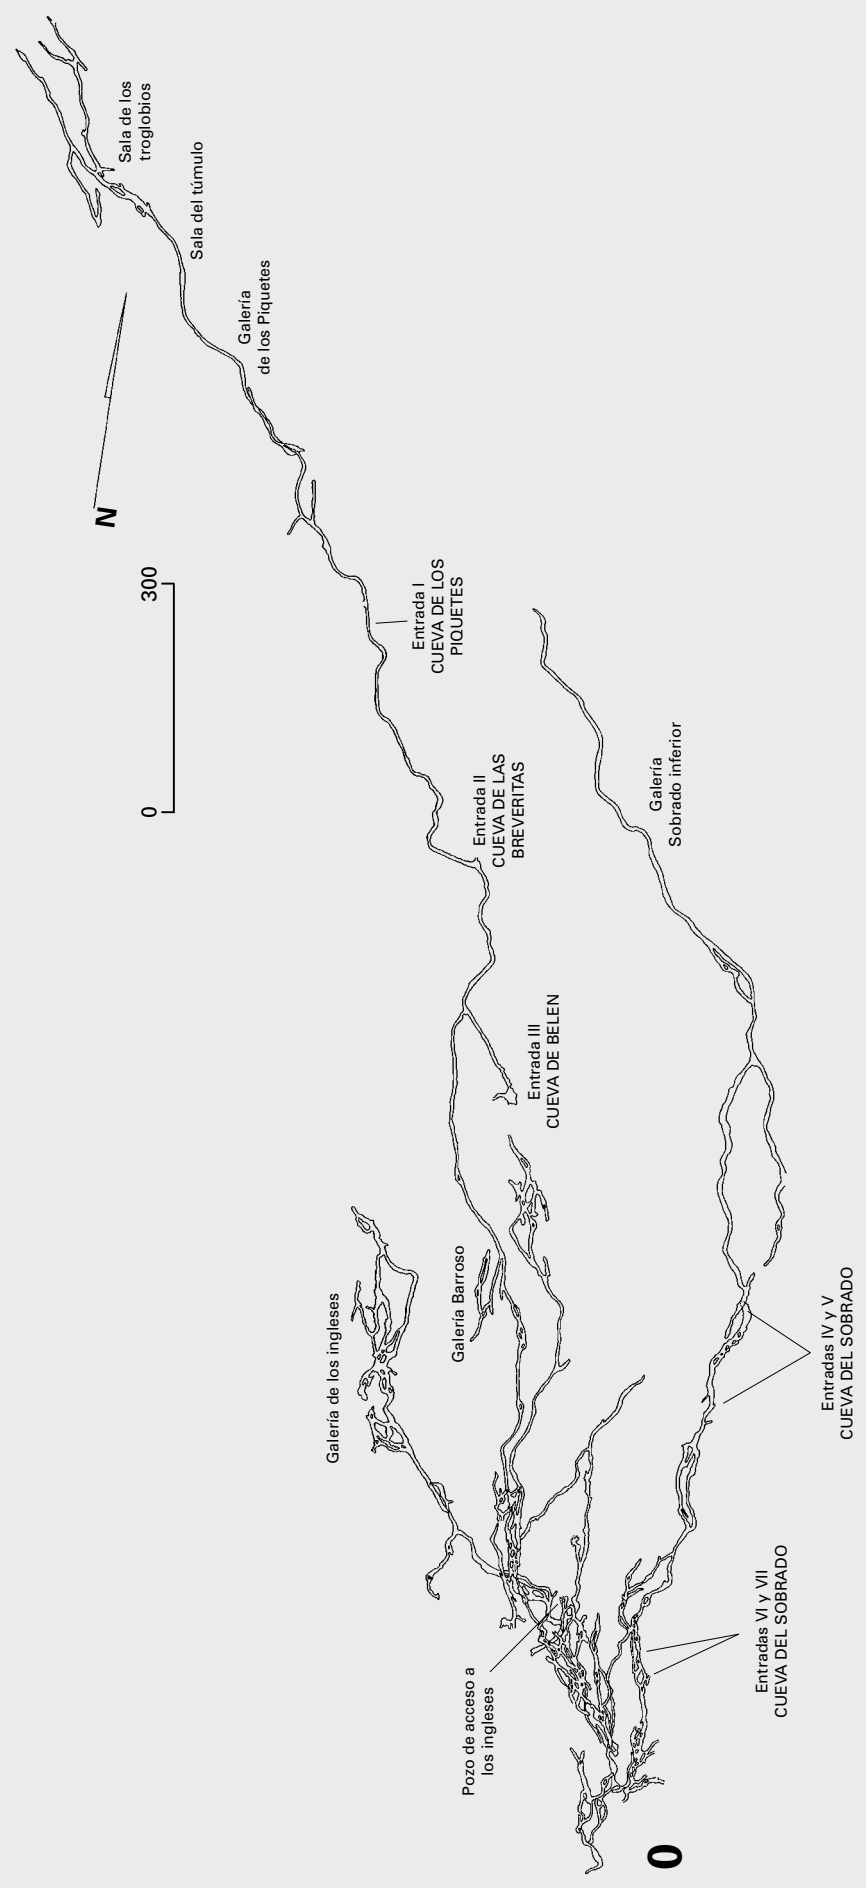 Sala de los
troglobios
Sala del túmulo
Galería
de los Piquetes
N
0
300
Entrada I
CUEVA DE LOS
PIQUETES
Entrada II
CUEVA DE LAS
BREVERITAS
Galería
Sobrado inferior
Entrada III
CUEVA DE BELEN
Galería Barroso
Galería de los ingleses
Entradas IV y V
CUEVA DEL SOBRADO
Entradas VI y VII
CUEVA DEL SOBRADO
Pozo de acceso a
los ingleses
0